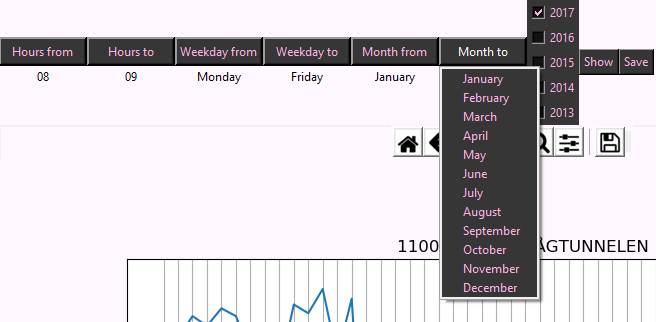 2017
2016
2015
2014
2013
Hours from Hours to Weekday from Weekday to Month from Month to Show Save
08 09 Monday Friday January
January
February
March
April
May
June
July
August
September
October
November
December
1100 ÅGTUNNELEN